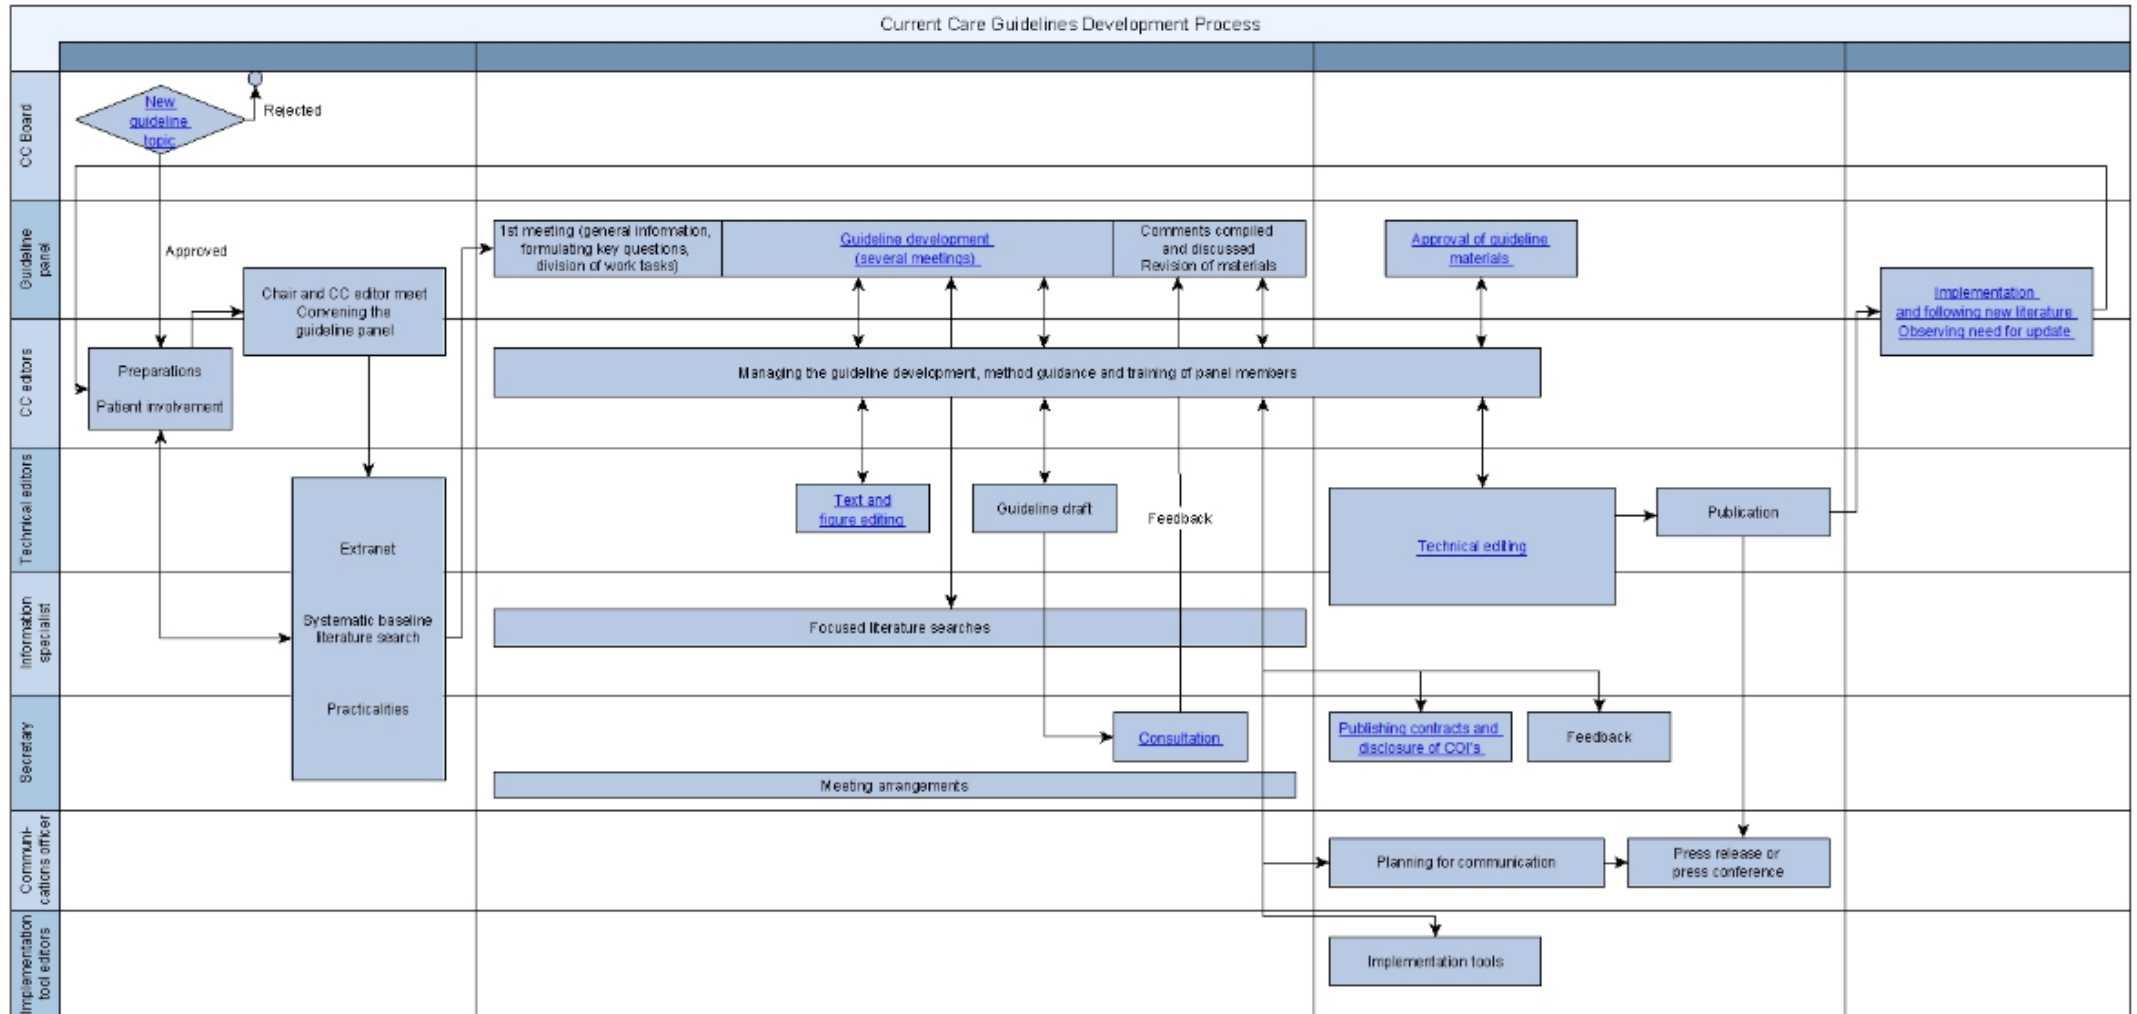 Current Care Guidelines Development Process
CC Board
New
guideline
topic
Rejected
Approved
Guideline
panel
Chair and CC editor meet
Convening the
guideline panel
1st meeting (general information,
formulating key questions,
division of work tasks)
Guideline development
(several meetings)
Comments compiled
and discussed
Revision of materials
Approval of guideline
materials
Implementation
and following new literature
Observing need for update
CC editors
Preparations
Patient involvement
Managing the guideline development, method guidance and training of panel members
Technical editors
Extranet
Text and
figure editing
Guideline draft
Feedback
Technical editing
Publication
Information
specialist
Systematic baseline
literature search
Focused literature searches
Secretary
Practicalities
Consultation
Publishing contracts and
disclosure of COI's
Feedback
Meeting arrangements
Communi-
cations officer
Planning for communication
Press release or
press conference
Implementation
tool editors
Implementation tools